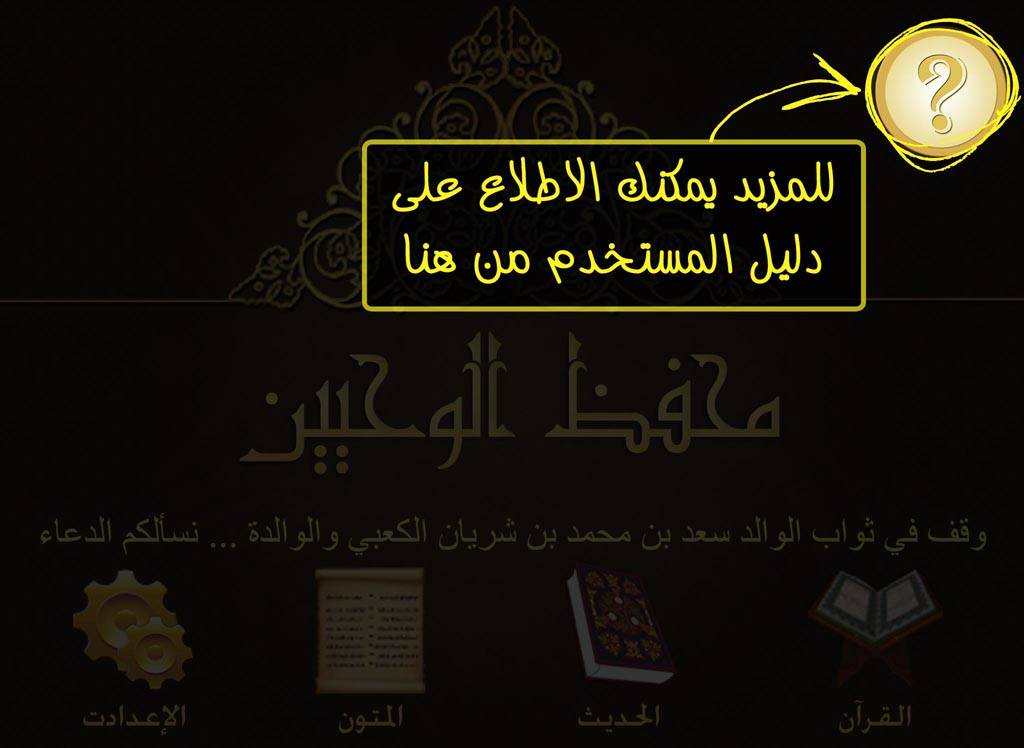 للمزيد يمكنك الاطلاع على
دليل المستخدم من هنا
محفظ الوحيين
وقف في ثواب الوالد سعد بن محمد بن شريان الكعبي والوالدة ... نسألكم الدعاء
القرآن
الحديث
المتون
الإعدادت